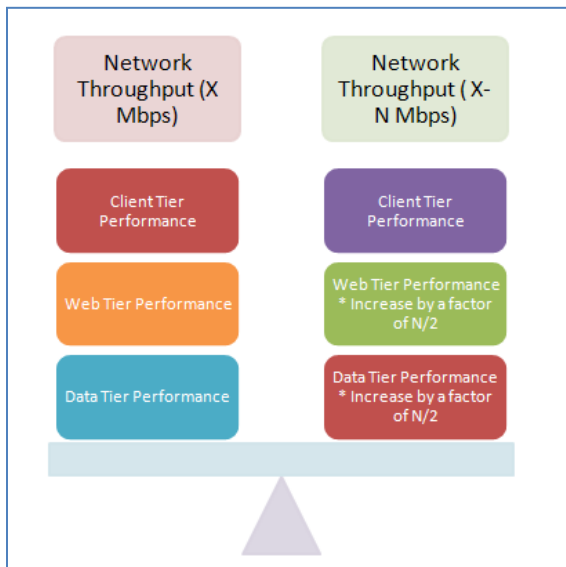 Network
Throughput (X
Mbps)
Network
Throughput ( X-
N Mbps)
Client Tier
Performance
Client Tier
Performance
Web Tier Performance
Web Tier Performance
* Increase by a factor
of N/2
Data Tier Performance
Data Tier Performance
* Increase by a factor
of N/2